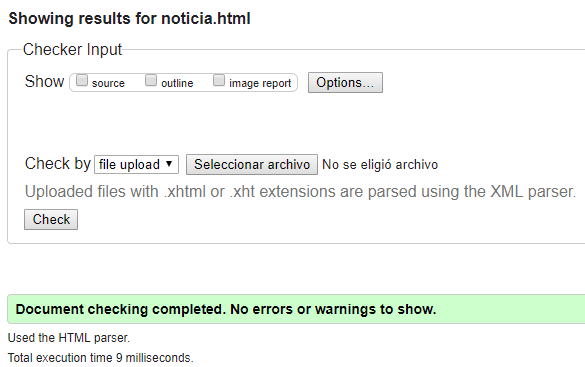 Showing results for noticia.html
Checker Input
Show source outline image report Options...
Check by file upload Seleccionar archivo No se eligió archivo
Uploaded files with .xhtml or .xht extensions are parsed using the XML parser.
Check
Document checking completed. No errors or warnings to show.
Used the HTML parser.
Total execution time 9 milliseconds.